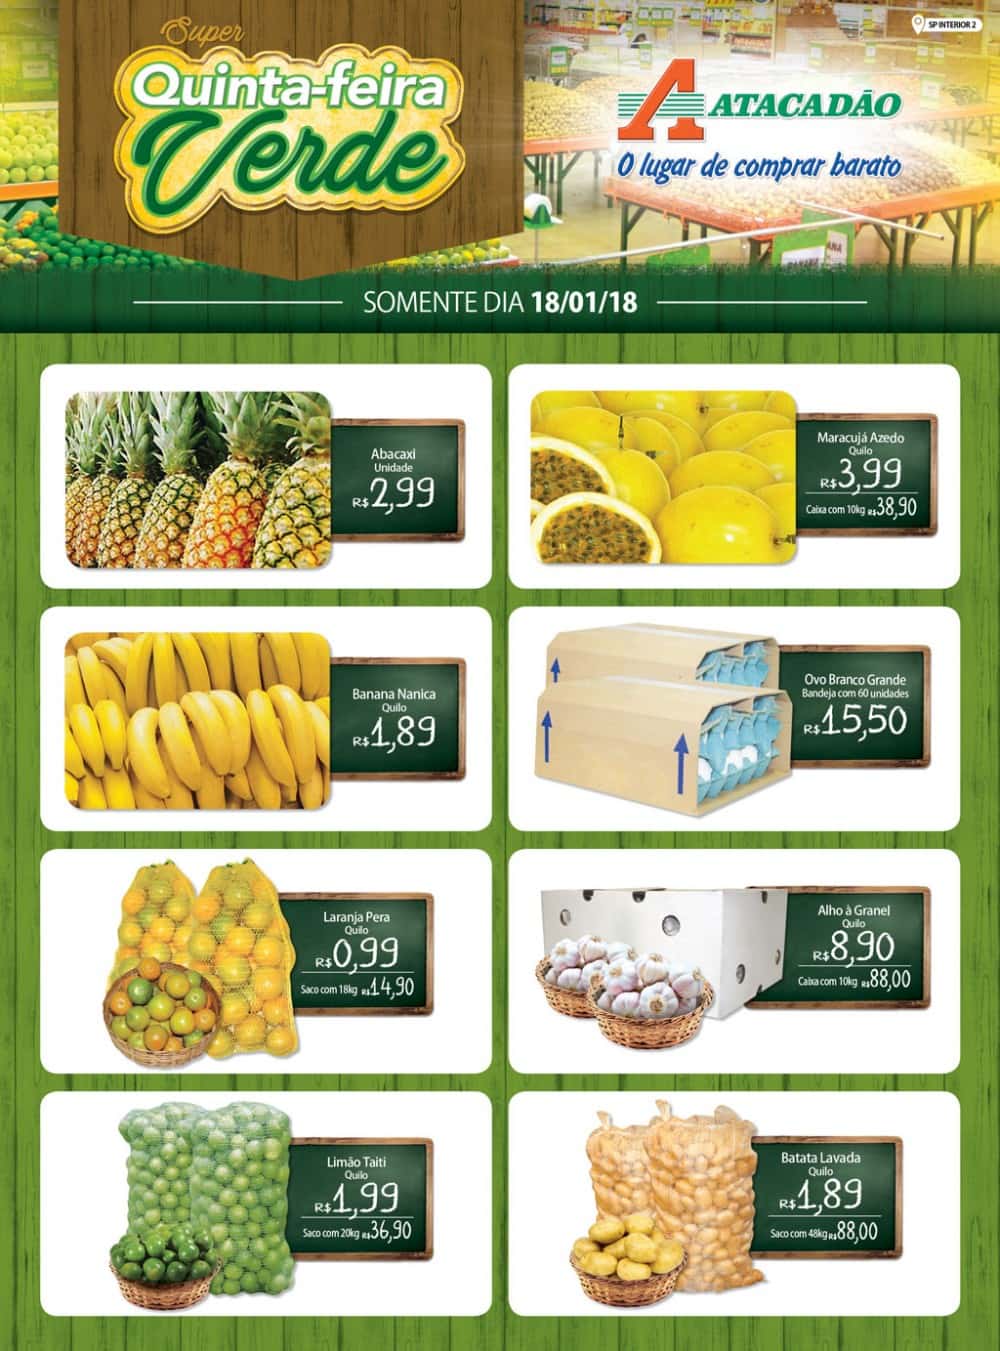 SP INTERIOR 2
Super
Quinta-feira
Verde
ATACADÃO
O lugar de comprar barato
SOMENTE DIA 18/01/18
Abacaxi
Unidade
R$2,99
Maracujá Azedo
Quilo
R$3,99
Caixa com 10kg R$38,90
Banana Nanica
Quilo
R$1,89
Ovo Branco Grande
Bandeja com 60 unidades
R$15,50
Laranja Pera
Quilo
R$0,99
Saco com 18kg R$14,90
Alho à Granel
Quilo
R$8,90
Caixa com 10kg R$88,00
Limão Taiti
Quilo
R$1,99
Saco com 20kg R$36,90
Batata Lavada
Quilo
R$1,89
Saco com 48kg R$88,00